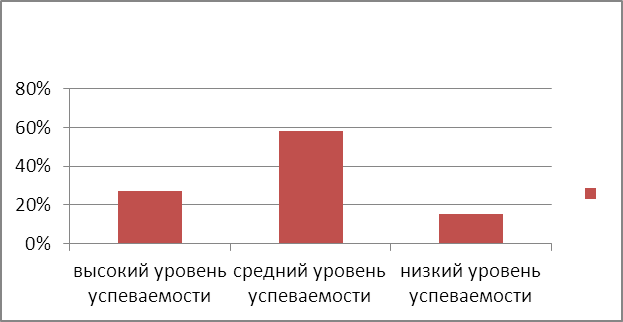 80%
60%
40%
20%
0%
высокий уровень успеваемости
средний уровень успеваемости
низкий уровень успеваемости